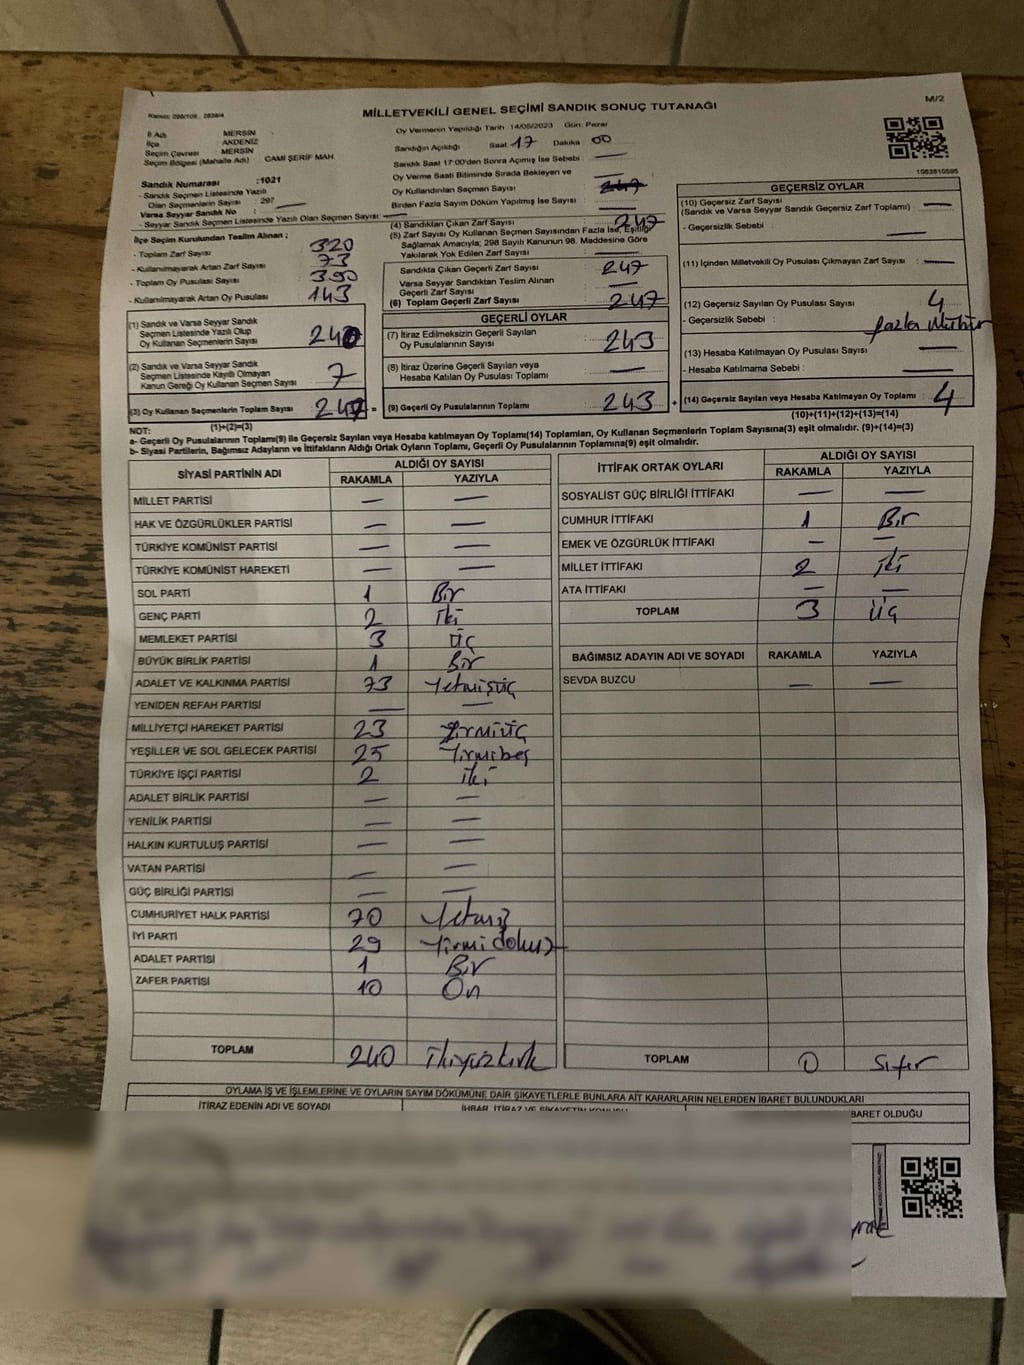 MİLLETVEKİLİ GENEL SEÇİMİ SANDIK SONUÇ TUTANAĞI
M/2
İl Adı MERSİN
İlçe AKDENİZ
Seçim Çevresi MERSİN
Seçim Bölgesi (Mahalle Adı) CAMİ ŞERİF MAH.
Oy Vermenin Yapıldığı Tarih :14/05/2023 Gün: Pazar
Sandığın Açıldığı Saat 17 Dakika 00
Sandık Saat 17:00'den Sonra Açılmış İse Sebebi : —
Oy Verme Saati Bitiminde Sırada Bekleyen ve
Oy Kullandırılan Seçmen Sayısı
Birden Fazla Sayım Döküm Yapılmış İse Sayısı : —
Sandık Numarası :1021
- Sandık Seçmen Listesinde Yazılı
Olan Seçmenlerin Sayısı : 297
Varsa Seyyar Sandık No : —
- Seyyar Sandık Seçmen Listesinde Yazılı Olan Seçmen Sayısı: —
İlçe Seçim Kurulundan Teslim Alınan ;
- Toplam Zarf Sayısı 320
- Kullanılmayarak Artan Zarf Sayısı 73
- Toplam Oy Pusulası Sayısı 390
- Kullanılmayarak Artan Oy Pusulası 143
(1) Sandık ve Varsa Seyyar Sandık
Seçmen Listesinde Yazılı Olup
Oy Kullanan Seçmenlerin Sayısı 240
(2) Sandık ve Varsa Seyyar Sandık
Seçmen Listesinde Kayıtlı Olmayan
Kanun Gereği Oy Kullanan Seçmen Sayısı 7
(3) Oy Kullanan Seçmenlerin Toplam Sayısı 247 =
(1)+(2)=(3)
(4) Sandıktan Çıkan Zarf Sayısı 247
(5) Zarf Sayısı Oy Kullanan Seçmen Sayısından Fazla İse, Eşitliği
Sağlamak Amacıyla; 298 Sayılı Kanunun 98. Maddesine Göre
Yakılarak Yok Edilen Zarf Sayısı : —
Sandıkta Çıkan Geçerli Zarf Sayısı 247
Varsa Seyyar Sandıktan Teslim Alınan
Geçerli Zarf Sayısı —
(6) Toplam Geçerli Zarf Sayısı 247
GEÇERLİ OYLAR
(7) İtiraz Edilmeksizin Geçerli Sayılan
Oy Pusulalarının Sayısı 243
(8) İtiraz Üzerine Geçerli Sayılan veya
Hesaba Katılan Oy Pusulası Toplamı —
(9) Geçerli Oy Pusulalarının Toplamı 243 +
1083810595
GEÇERSİZ OYLAR
(10) Geçersiz Zarf Sayısı
(Sandık ve Varsa Seyyar Sandık Geçersiz Zarf Toplamı) : —
- Geçersizlik Sebebi : —
(11) İçinden Milletvekili Oy Pusulası Çıkmayan Zarf Sayısı : —
(12) Geçersiz Sayılan Oy Pusulası Sayısı 4
- Geçersizlik Sebebi : fazla Mühür
(13) Hesaba Katılmayan Oy Pusulası Sayısı : —
- Hesaba Katılmama Sebebi : —
(14) Geçersiz Sayılan veya Hesaba Katılmayan Oy Toplamı : 4
(10)+(11)+(12)+(13)=(14)
NOT:
a- Geçerli Oy Pusulalarının Toplamı(9) ile Geçersiz Sayılan veya Hesaba katılmayan Oy Toplamı(14) Toplamları, Oy Kullanan Seçmenlerin Toplam Sayısına(3) eşit olmalıdır. (9)+(14)=(3)
b- Siyasi Partilerin, Bağımsız Adayların ve İttifakların Aldığı Ortak Oyların Toplamı, Geçerli Oy Pusulalarının Toplamına(9) eşit olmalıdır.
SİYASİ PARTİNİN ADI ALDIĞI OY SAYISI
RAKAMLA YAZIYLA
MİLLET PARTİSİ — —
HAK VE ÖZGÜRLÜKLER PARTİSİ — —
TÜRKİYE KOMÜNİST PARTİSİ — —
TÜRKİYE KOMÜNİST HAREKETİ — —
SOL PARTİ 1 Bir
GENÇ PARTİ 2 iki
MEMLEKET PARTİSİ 3 ÜÇ
BÜYÜK BİRLİK PARTİSİ 1 Bir
ADALET VE KALKINMA PARTİSİ 73 Yetmişüç
YENİDEN REFAH PARTİSİ — —
MİLLİYETÇİ HAREKET PARTİSİ 23 Yirmiüç
YEŞİLLER VE SOL GELECEK PARTİSİ 25 Yirmibeş
TÜRKİYE İŞÇİ PARTİSİ 2 iki
ADALET BİRLİK PARTİSİ — —
YENİLİK PARTİSİ — —
HALKIN KURTULUŞ PARTİSİ — —
VATAN PARTİSİ — —
GÜÇ BİRLİĞİ PARTİSİ — —
CUMHURİYET HALK PARTİSİ 70 Yetmiş
İYİ PARTİ 29 Yirmi dokuz
ADALET PARTİSİ 1 Bir
ZAFER PARTİSİ 10 On
TOPLAM 240 ikiyüzkırk
İTTİFAK ORTAK OYLARI ALDIĞI OY SAYISI
RAKAMLA YAZIYLA
SOSYALİST GÜÇ BİRLİĞİ İTTİFAKI — —
CUMHUR İTTİFAKI 1 Bir
EMEK VE ÖZGÜRLÜK İTTİFAKI — —
MİLLET İTTİFAKI 2 iki
ATA İTTİFAKI — —
TOPLAM 3 üç
BAĞIMSIZ ADAYIN ADI VE SOYADI RAKAMLA YAZIYLA
SEVDA BUZCU — —
TOPLAM 0 Sıfır
OYLAMA İŞ VE İŞLEMLERİNE VE OYLARIN SAYIM DÖKÜMÜNE DAİR ŞİKAYETLERLE BUNLARA AİT KARARLARIN NELERDEN İBARET BULUNDUKLARI
İTİRAZ EDENİN ADI VE SOYADI
İHBAR, İTİRAZ VE ŞİKAYETİN KONUSU
İBARET OLDUĞU